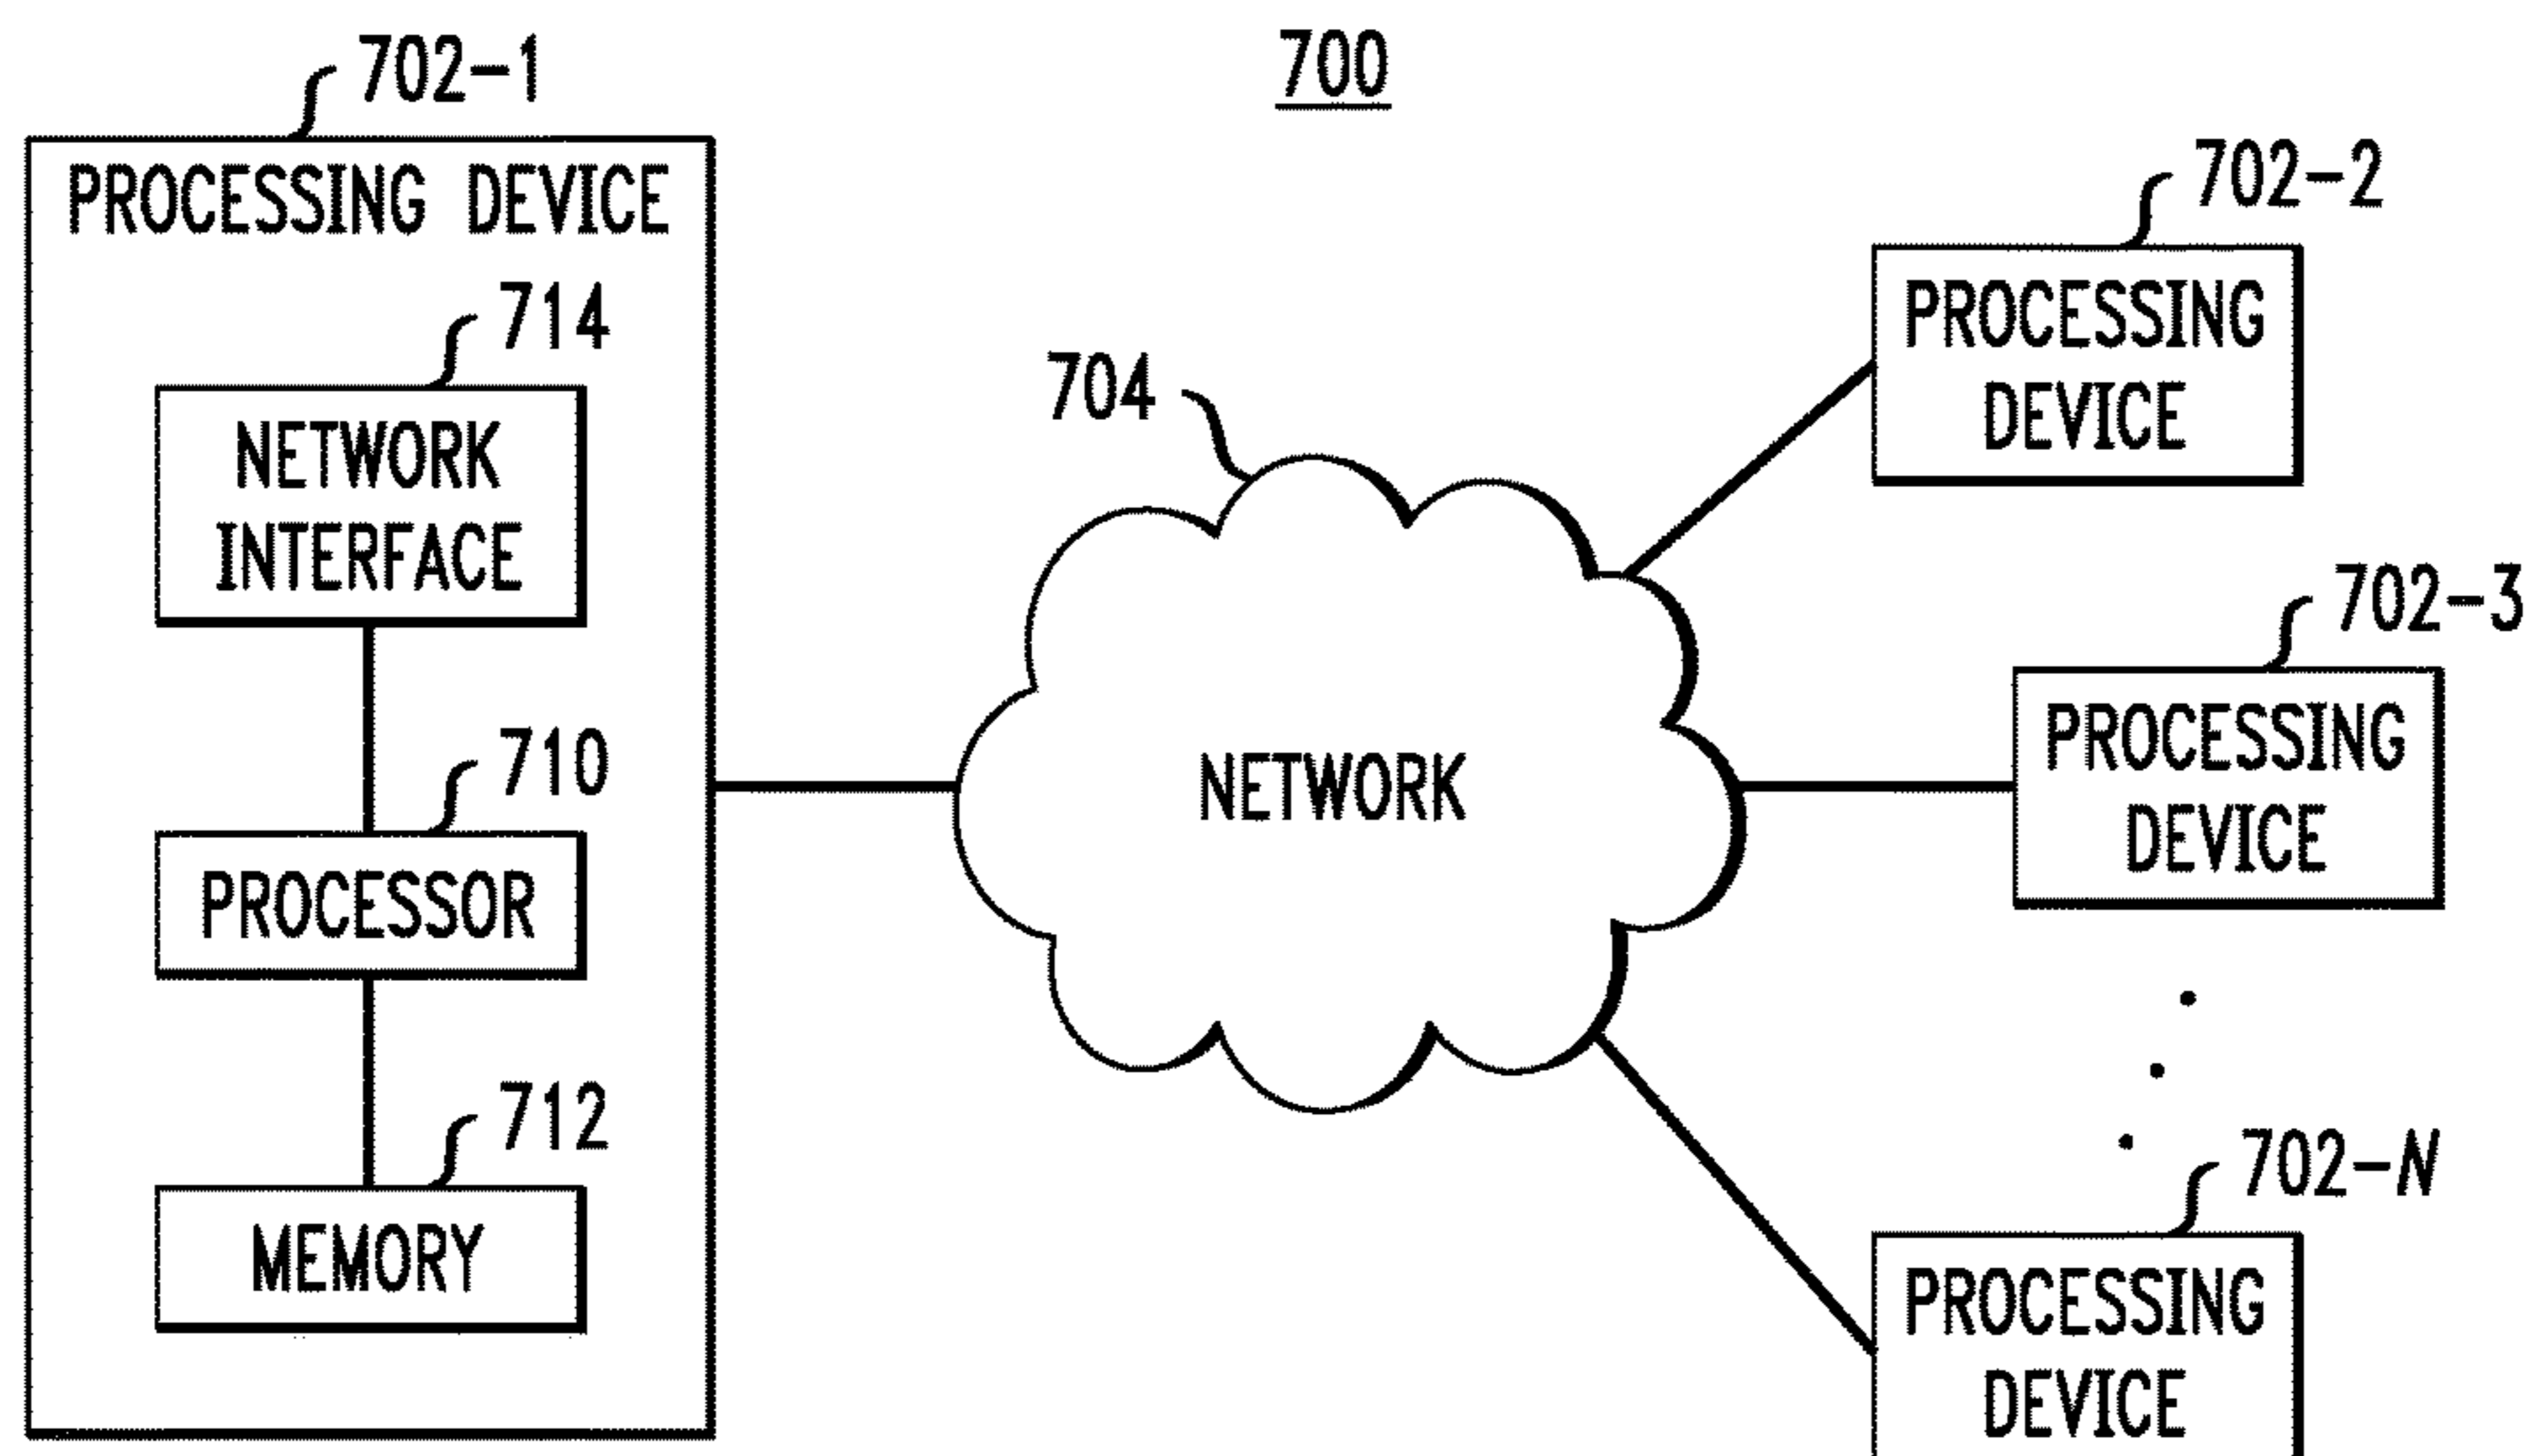 700
702-1
PROCESSING DEVICE
714
NETWORK
INTERFACE
710
PROCESSOR
712
MEMORY
704
NETWORK
702-2
PROCESSING
DEVICE
702-3
PROCESSING
DEVICE
702-N
PROCESSING
DEVICE